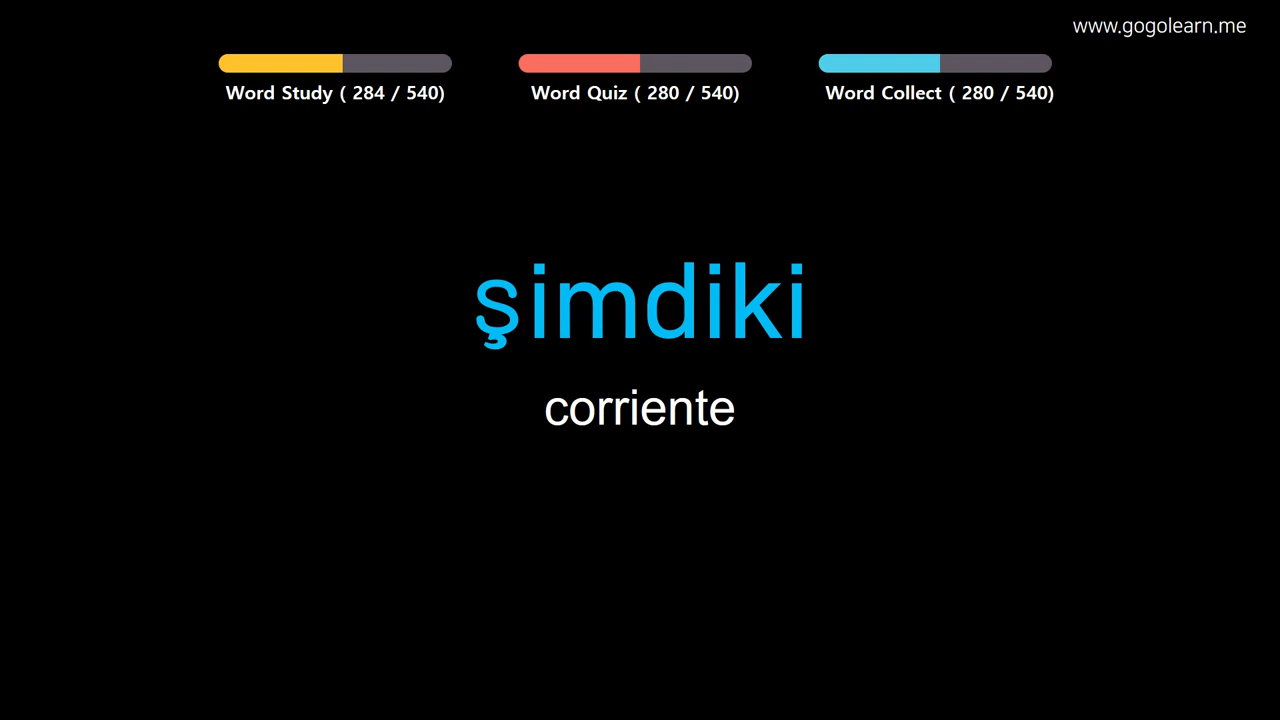 www.gogolearn.me
Word Study ( 284 / 540)
Word Quiz ( 280 / 540)
Word Collect ( 280 / 540)
şimdiki
corriente